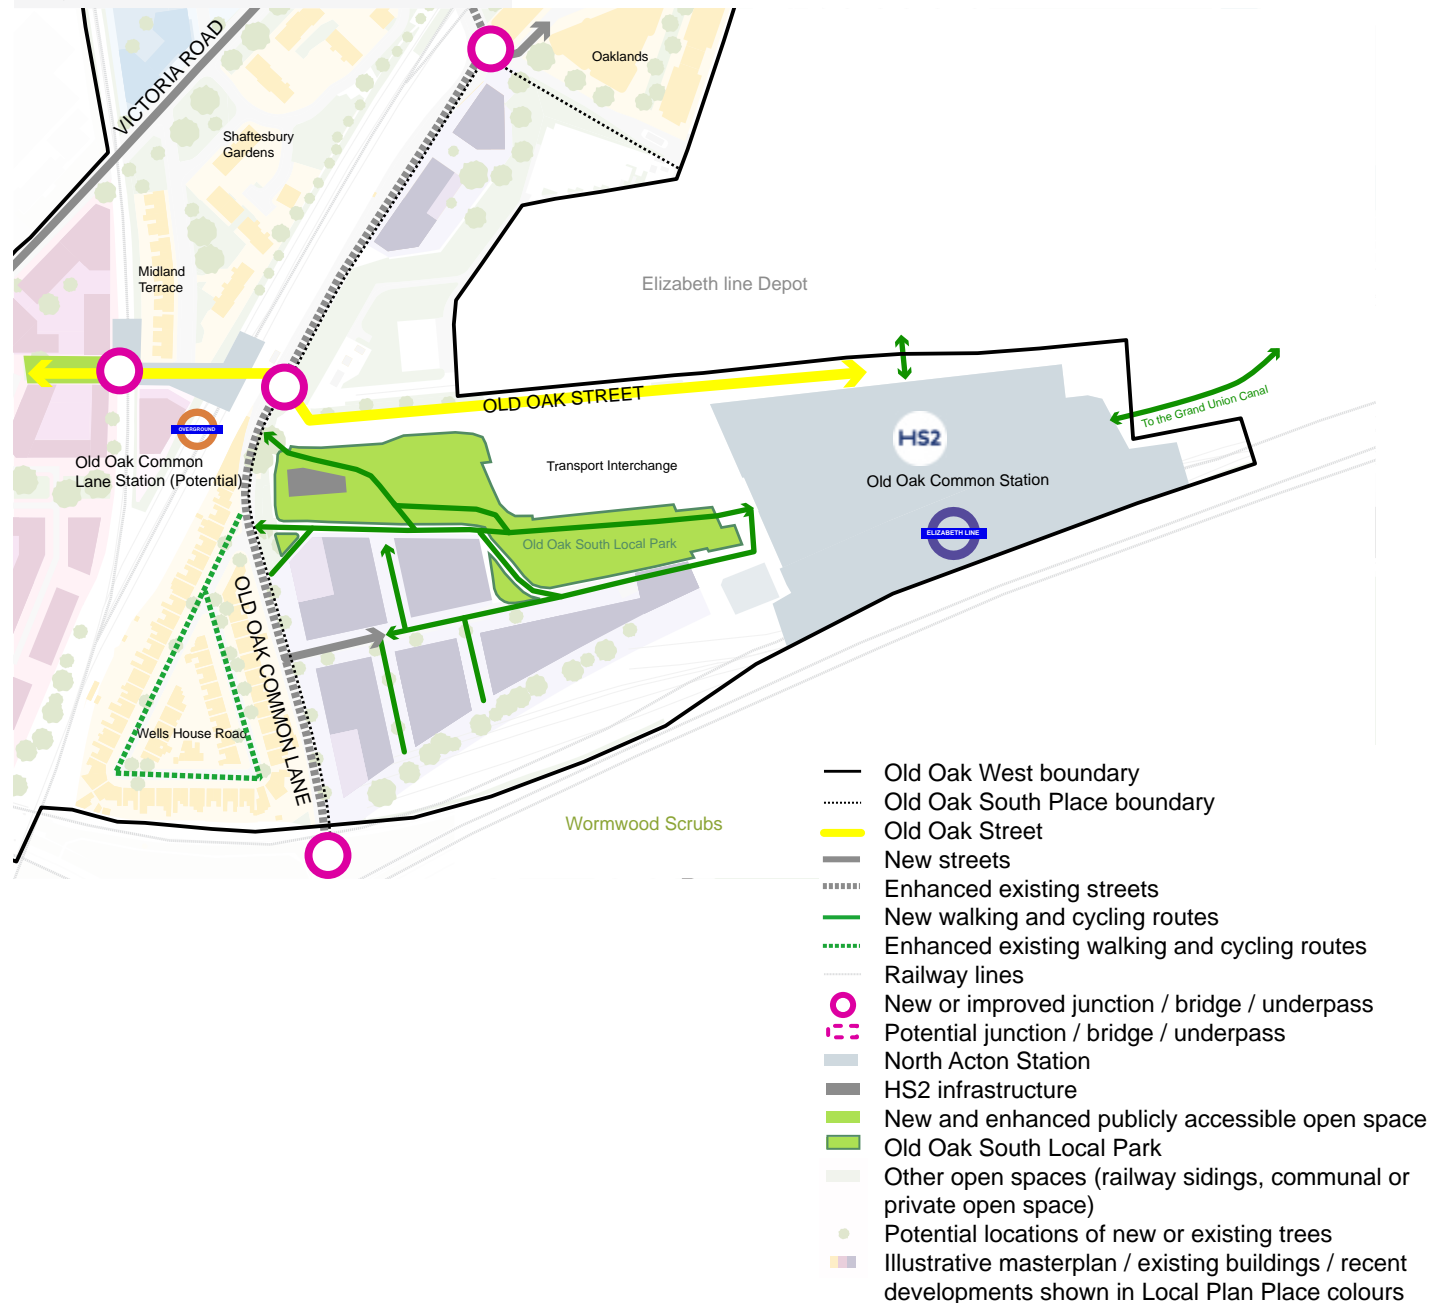 VICTORIA ROAD
Oaklands
Shaftesbury
Gardens
Midland
Terrace
Elizabeth line Depot
OLD OAK STREET
To the Grand Union Canal
OVERGROUND
HS2
Old Oak Common
Lane Station (Potential)
Transport Interchange
Old Oak Common Station
ELIZABETH LINE
Old Oak South Local Park
OLD OAK COMMON LANE
Wells House Road
Wormwood Scrubs
Old Oak West boundary
Old Oak South Place boundary
Old Oak Street
New streets
Enhanced existing streets
New walking and cycling routes
Enhanced existing walking and cycling routes
Railway lines
New or improved junction / bridge / underpass
Potential junction / bridge / underpass
North Acton Station
HS2 infrastructure
New and enhanced publicly accessible open space
Old Oak South Local Park
Other open spaces (railway sidings, communal or
private open space)
Potential locations of new or existing trees
Illustrative masterplan / existing buildings / recent
developments shown in Local Plan Place colours